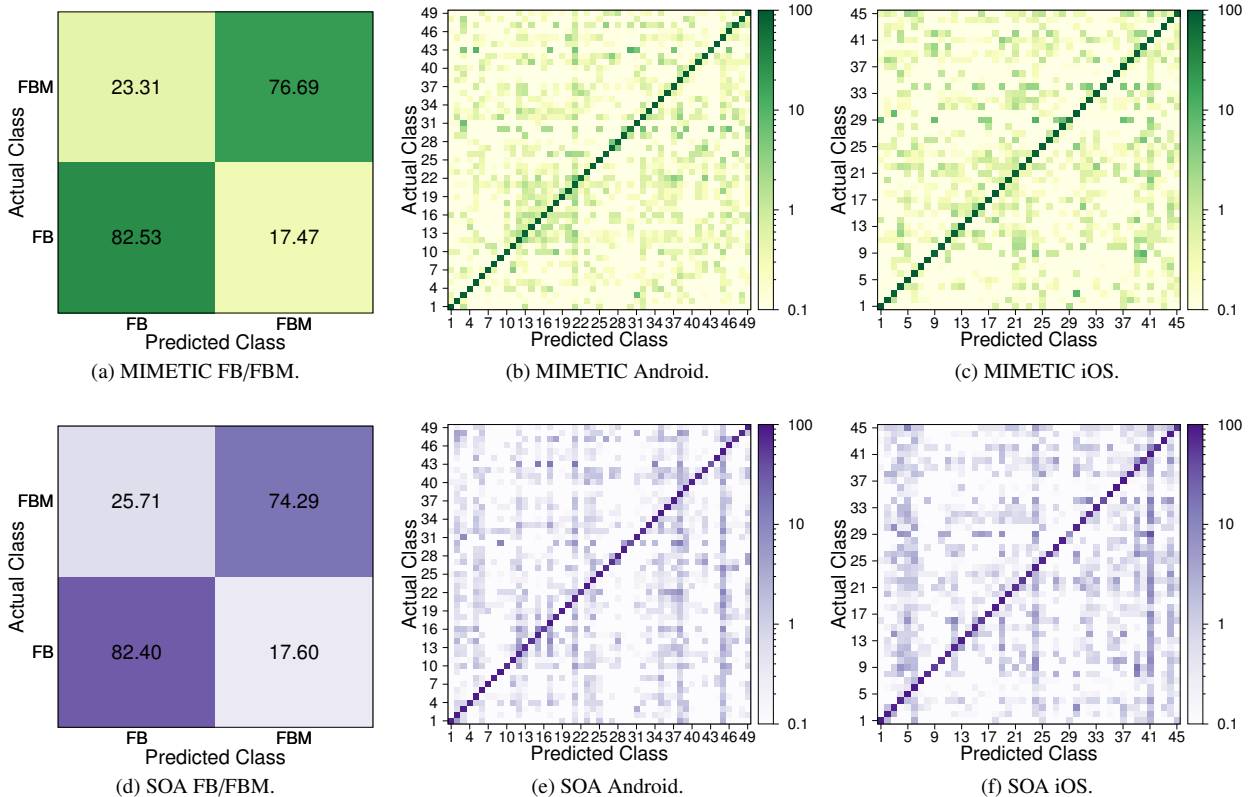 FBM
FB
23.31
76.69
82.53
17.47
FB
FBM
Actual Class
Predicted Class
(a) MIMETIC FB/FBM.
49
46
43
40
37
34
31
28
25
22
19
16
13
10
7
4
1
1 4 7 10 13 16 19 22 25 28 31 34 37 40 43 46 49
Actual Class
Predicted Class
100
10
1
0.1
(b) MIMETIC Android.
45
41
37
33
29
25
21
17
13
9
5
1
1 5 9 13 17 21 25 29 33 37 41 45
Actual Class
Predicted Class
100
10
1
0.1
(c) MIMETIC iOS.
FBM
FB
25.71
74.29
82.40
17.60
FB
FBM
Actual Class
Predicted Class
(d) SOA FB/FBM.
49
46
43
40
37
34
31
28
25
22
19
16
13
10
7
4
1
1 4 7 10 13 16 19 22 25 28 31 34 37 40 43 46 49
Actual Class
Predicted Class
100
10
1
0.1
(e) SOA Android.
45
41
37
33
29
25
21
17
13
9
5
1
1 5 9 13 17 21 25 29 33 37 41 45
Actual Class
Predicted Class
100
10
1
0.1
(f) SOA iOS.